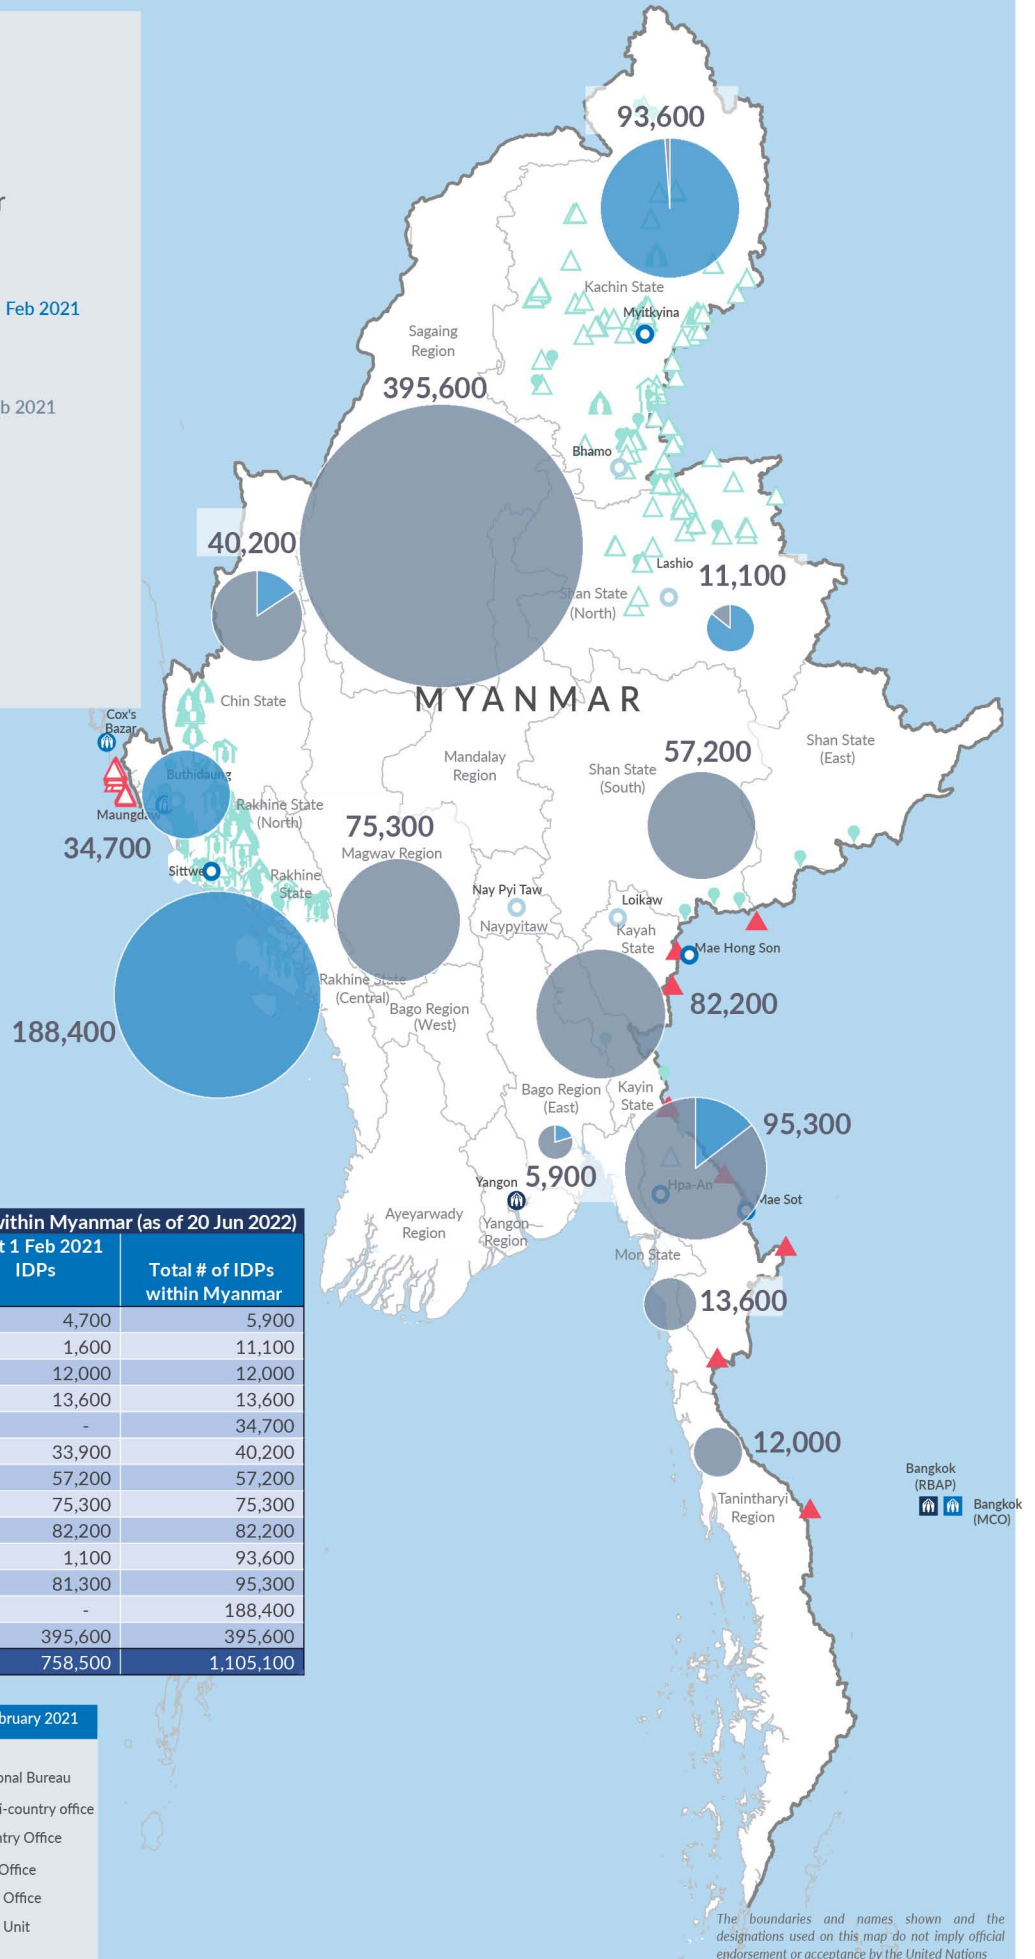 r
Feb 2021
b 2021
93,600
Kachin State
Myitkyina
Sagaing
Region
395,600
Bhamo
40,200
Lashio
11,100
Shan State
(North)
MYANMAR
Chin State
Cox's
Bazar
Buthidaung
Maungdaw
Rakhine State
(North)
34,700
Mandalay
Region
57,200
Shan State
(South)
Shan State
(East)
75,300
Magway Region
Sittwe
Rakhine
State
Nay Pyi Taw
Naypyitaw
Loikaw
Kayah
State
Mae Hong Son
Rakhine State
(Central)
82,200
188,400
Bago Region
(West)
Bago Region
(East)
Kayin
State
95,300
5,900
Yangon
Yangon
Region
Hpa-An
Mae Sot
Ayeyarwady
Region
Mon State
13,600
12,000
Tanintharyi
Region
Bangkok
(RBAP)
Bangkok
(MCO)
within Myanmar (as of 20 Jun 2022)
t 1 Feb 2021
IDPs
Total # of IDPs
within Myanmar
4,700 5,900
1,600 11,100
12,000 12,000
13,600 13,600
- 34,700
33,900 40,200
57,200 57,200
75,300 75,300
82,200 82,200
1,100 93,600
81,300 95,300
- 188,400
395,600 395,600
758,500 1,105,100
bruary 2021
onal Bureau
i-country office
ntry Office
Office
Office
Unit
The boundaries and names shown and the
designations used on this map do not imply official
endorsement or acceptance by the United Nations